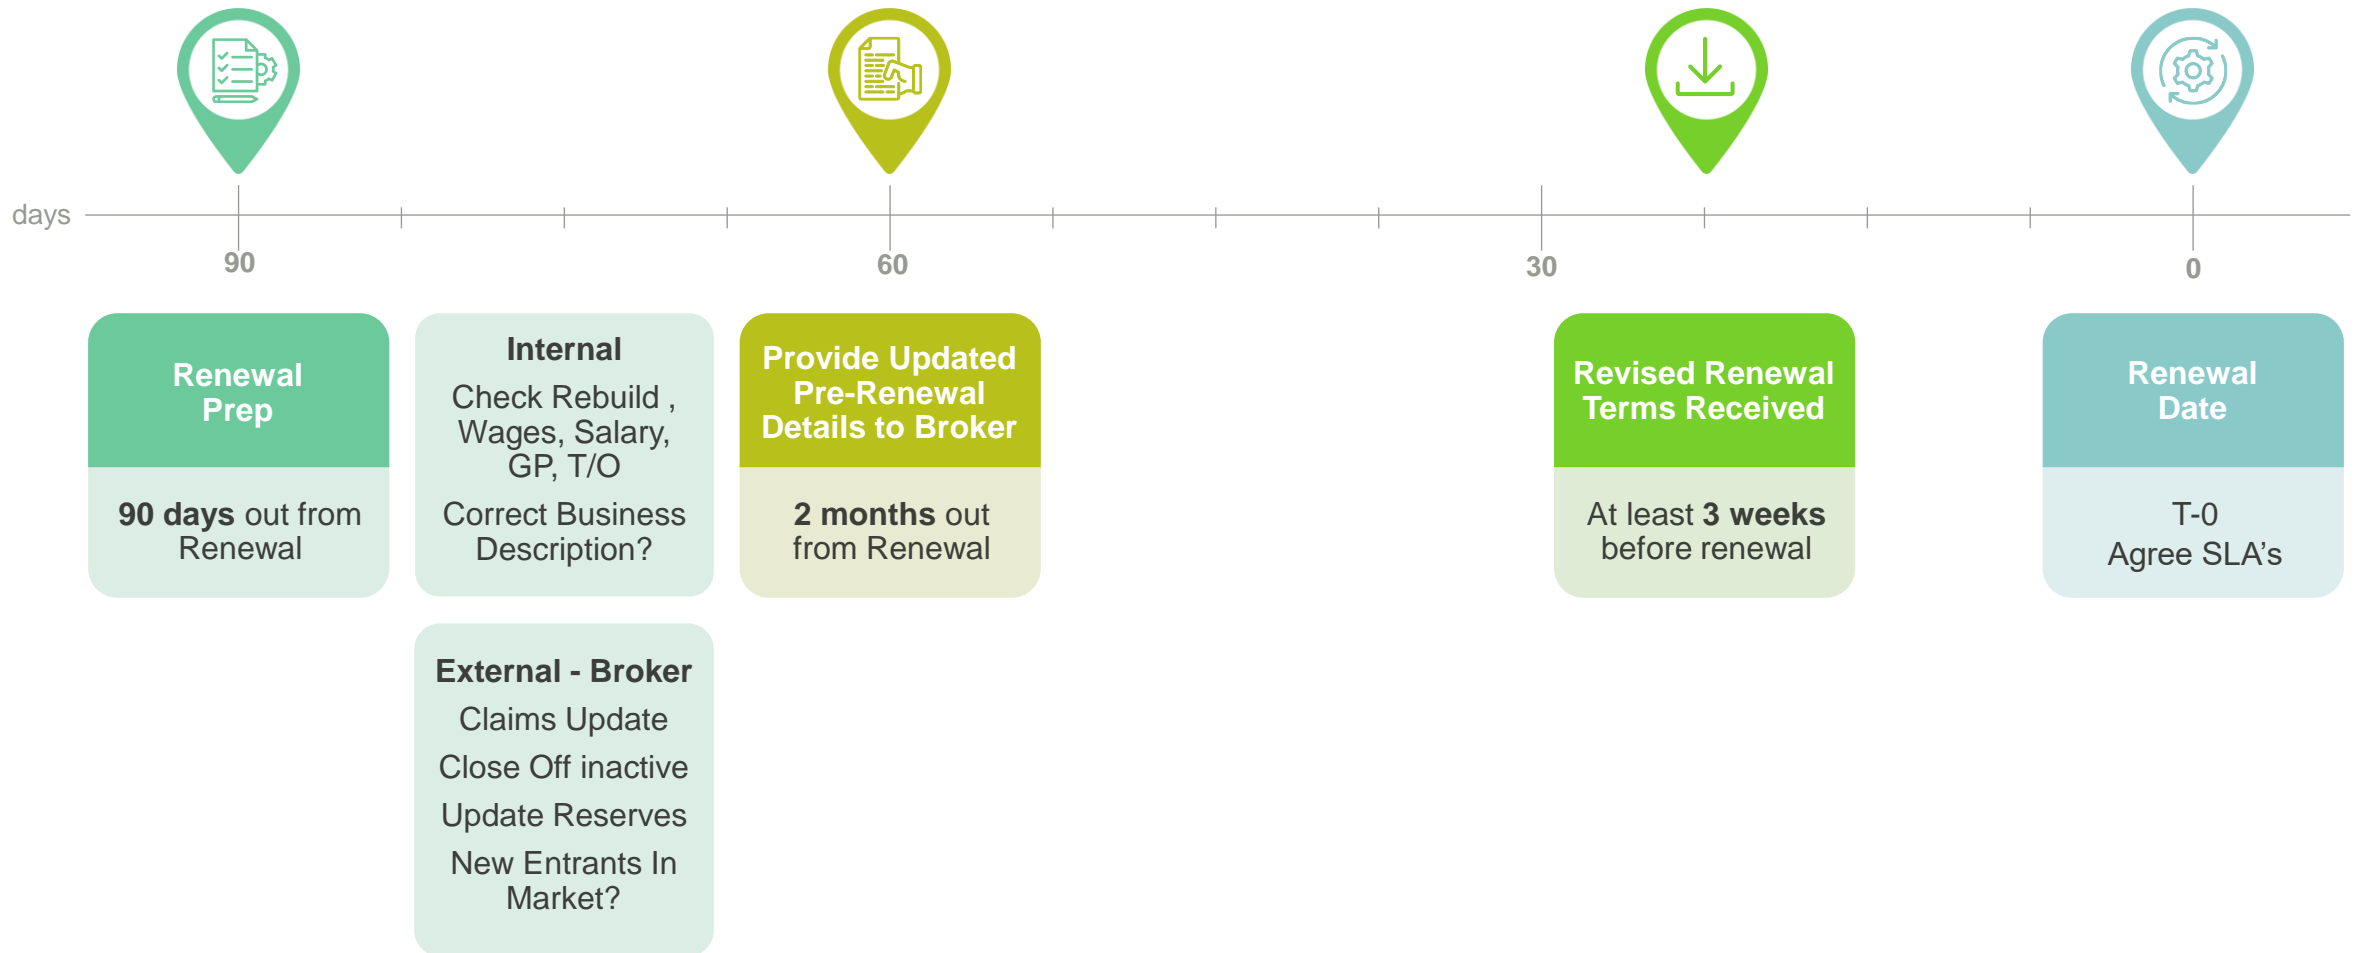 days
90
60
30
0
Renewal
Prep
90 days out from
Renewal
Internal
Check Rebuild ,
Wages, Salary,
GP, T/O
Correct Business
Description?
External - Broker
Claims Update
Close Off inactive
Update Reserves
New Entrants In
Market?
Provide Updated
Pre-Renewal
Details to Broker
2 months out
from Renewal
Revised Renewal
Terms Received
At least 3 weeks
before renewal
Renewal
Date
T-0
Agree SLA’s